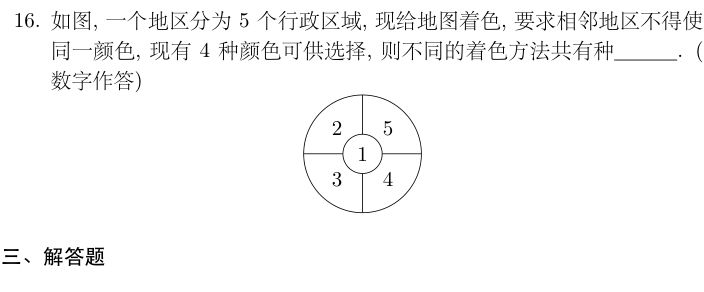 16. 如图, 一个地区分为 5 个行政区域, 现给地图着色, 要求相邻地区不得使
同一颜色, 现有 4 种颜色可供选择, 则不同的着色方法共有种______. (
数字作答)
2 5
1
3 4
三、解答题